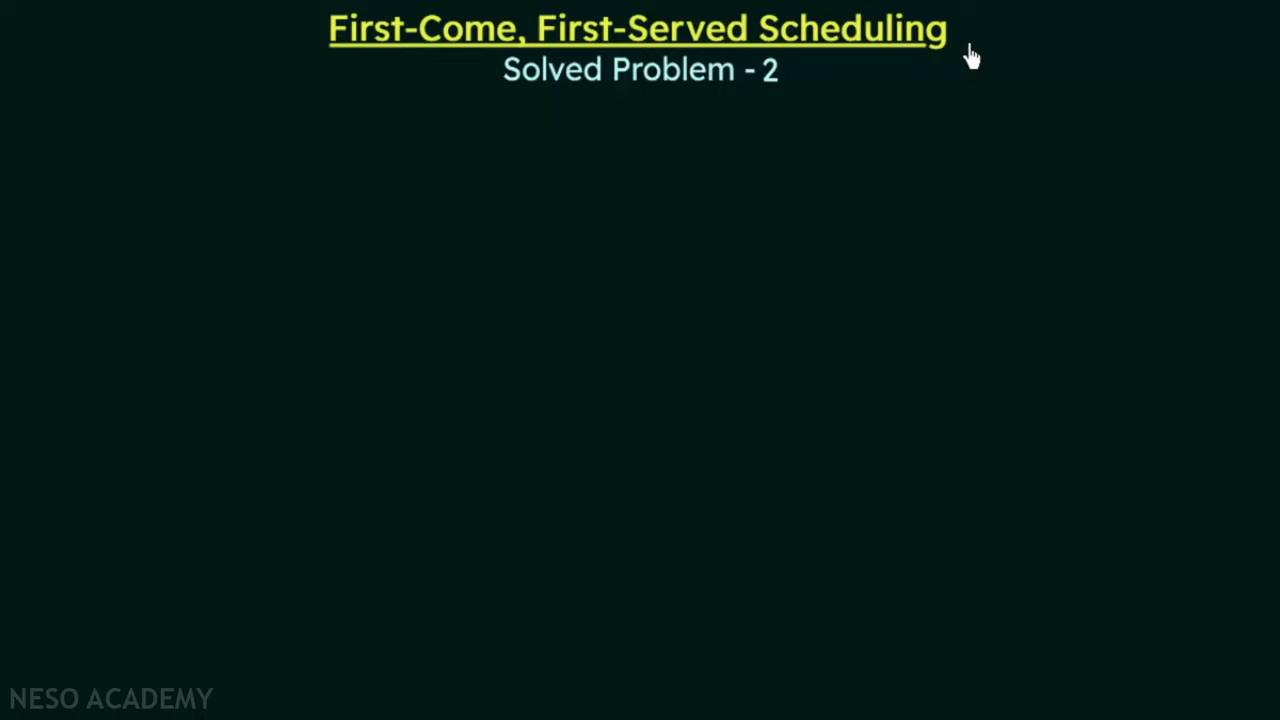 First-Come, First-Served Scheduling
Solved Problem - 2
NESO ACADEMY